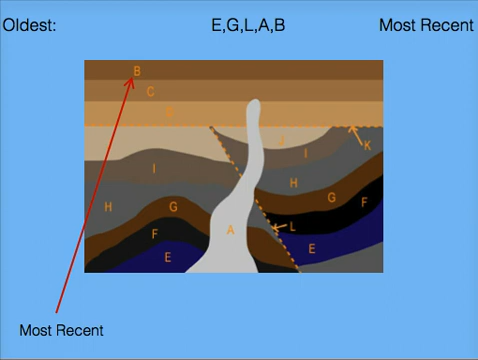 Oldest: E,G,L,A,B Most Recent
B
C
J
I
K
I
H
H
G
F
G
A
L
F
E
E
Most Recent